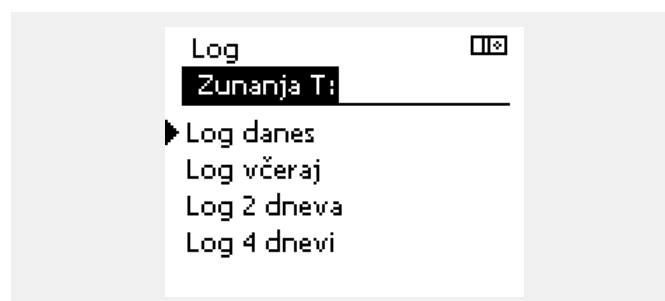 Log
Zunanja T:
Log danes
Log včeraj
Log 2 dneva
Log 4 dnevi